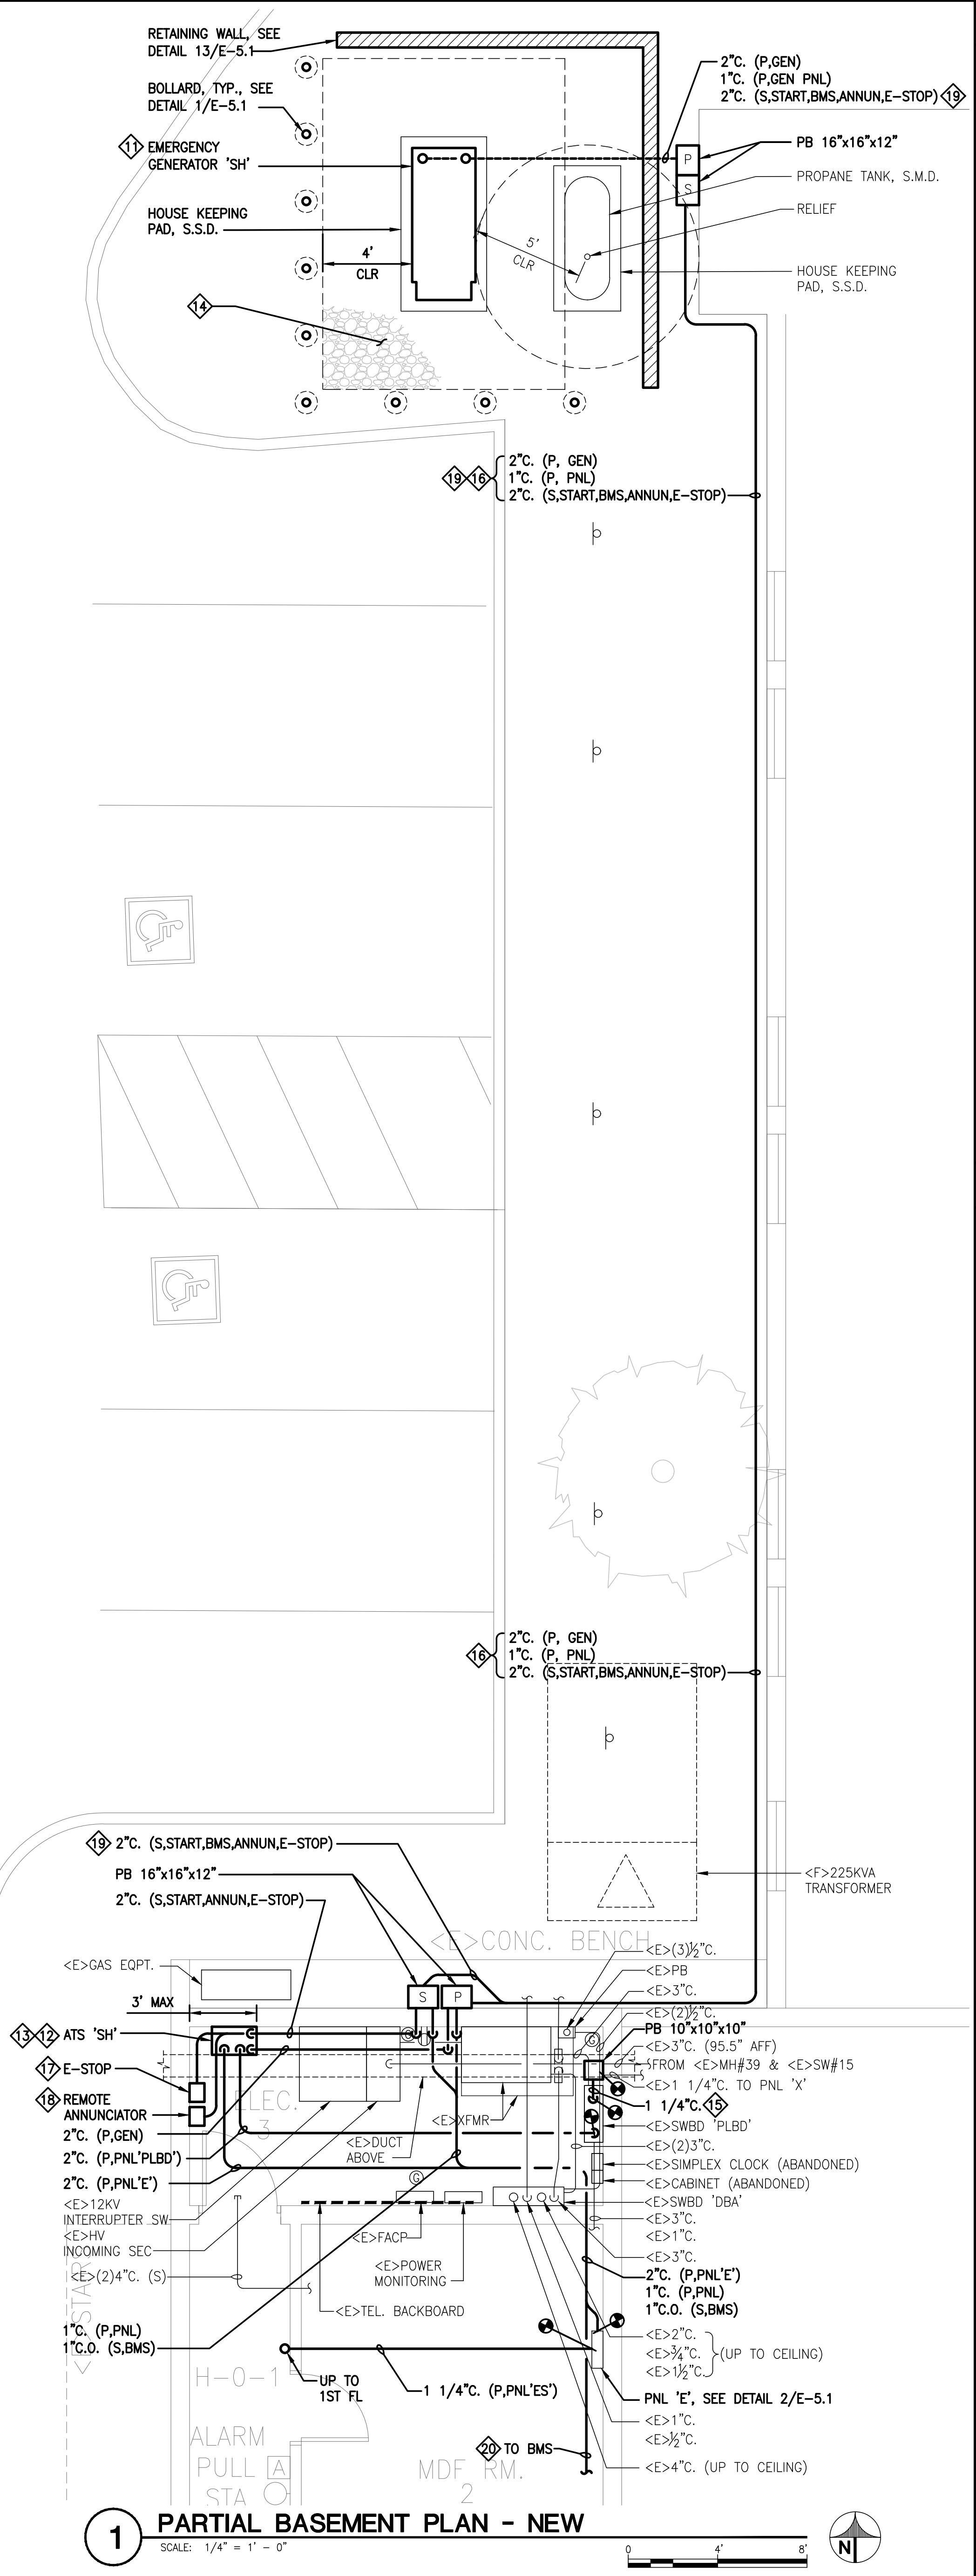 RETAINING WALL, SEE
DETAIL 13/E-5.1
BOLLARD, TYP., SEE
DETAIL 1/E-5.1
11 EMERGENCY
GENERATOR 'SH'
HOUSE KEEPING
PAD, S.S.D.
4'
CLR
5'
CLR
14
2"C. (P,GEN)
1"C. (P,GEN PNL)
2"C. (S,START,BMS,ANNUN,E-STOP) 19
P
S
PB 16"x16"x12"
PROPANE TANK, S.M.D.
RELIEF
HOUSE KEEPING
PAD, S.S.D.
19 16
2"C. (P, GEN)
1"C. (P, PNL)
2"C. (S,START,BMS,ANNUN,E-STOP)
16
2"C. (P, GEN)
1"C. (P, PNL)
2"C. (S,START,BMS,ANNUN,E-STOP)
<F>225KVA
TRANSFORMER
19 2"C. (S,START,BMS,ANNUN,E-STOP)
PB 16"x16"x12"
2"C. (S,START,ANNUN,E-STOP)
<E>CONC. BENCH
<E>GAS EQPT.
3' MAX
S
P
13 12 ATS 'SH'
17 E-STOP
18 REMOTE
ANNUNCIATOR
2"C. (P,GEN)
2"C. (P,PNL'PLBD')
2"C. (P,PNL'E')
<E>12KV
INTERRUPTER SW
<E>HV
INCOMING SEC
<E>(2)4"C. (S)
1"C. (P,PNL)
1"C.O. (S,BMS)
ELEC.
3
<E>DUCT
ABOVE
<E>XFMR
G
G
G
<E>FACP
<E>POWER
MONITORING
<E>TEL. BACKBOARD
<E>(3)½"C.
<E>PB
<E>3"C.
<E>(2)½"C.
PB 10"x10"x10"
<E>3"C. (95.5" AFF)
FROM <E>MH#39 & <E>SW#15
<E>1 1/4"C. TO PNL 'X'
1 1/4"C. 15
<E>SWBD 'PLBD'
<E>(2)3"C.
<E>SIMPLEX CLOCK (ABANDONED)
<E>CABINET (ABANDONED)
<E>SWBD 'DBA'
<E>3"C.
<E>1"C.
<E>3"C.
2"C. (P,PNL'E')
1"C. (P,PNL)
1"C.O. (S,BMS)
<E>2"C.
<E>¾"C.
<E>1½"C.
(UP TO CEILING)
PNL 'E', SEE DETAIL 2/E-5.1
<E>1"C.
<E>½"C.
<E>4"C. (UP TO CEILING)
UP TO
1ST FL
1 1/4"C. (P,PNL'ES')
20 TO BMS
H-0-1
ALARM
PULL A
STA
MDF RM.
2
1 PARTIAL BASEMENT PLAN - NEW
SCALE: 1/4" = 1' - 0"
0 4' 8'
N